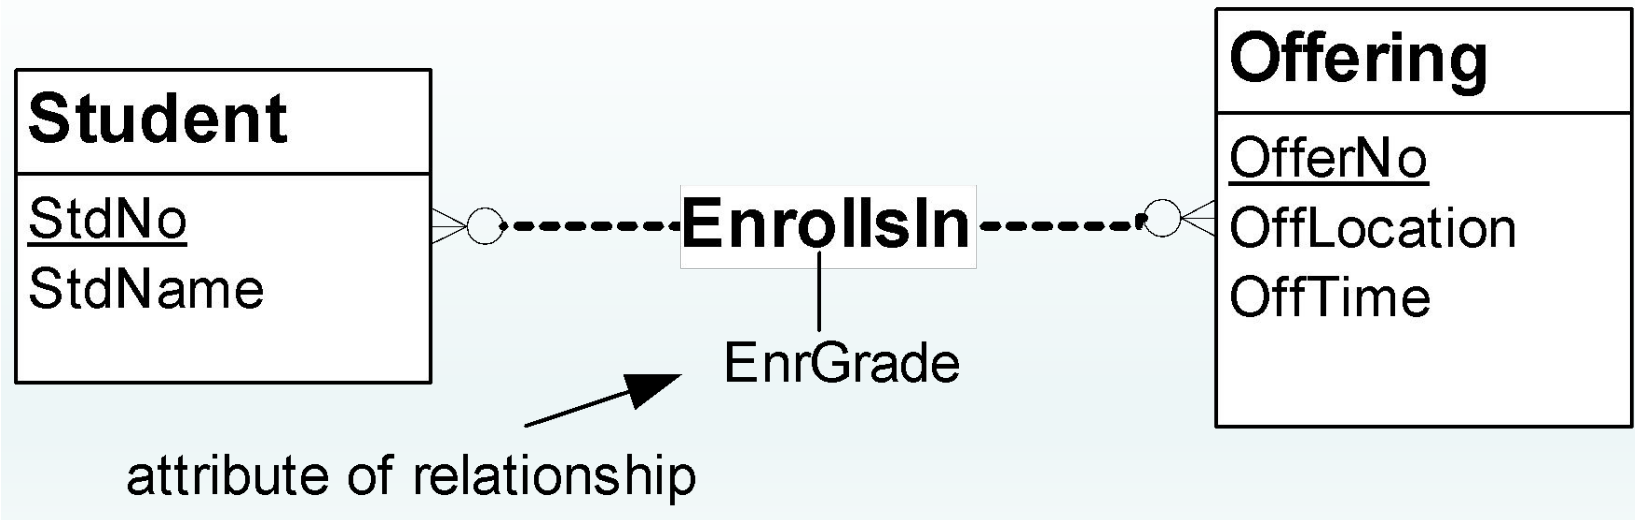 Student
StdNo
StdName
EnrollsIn
EnrGrade
attribute of relationship
Offering
OfferNo
OffLocation
OffTime